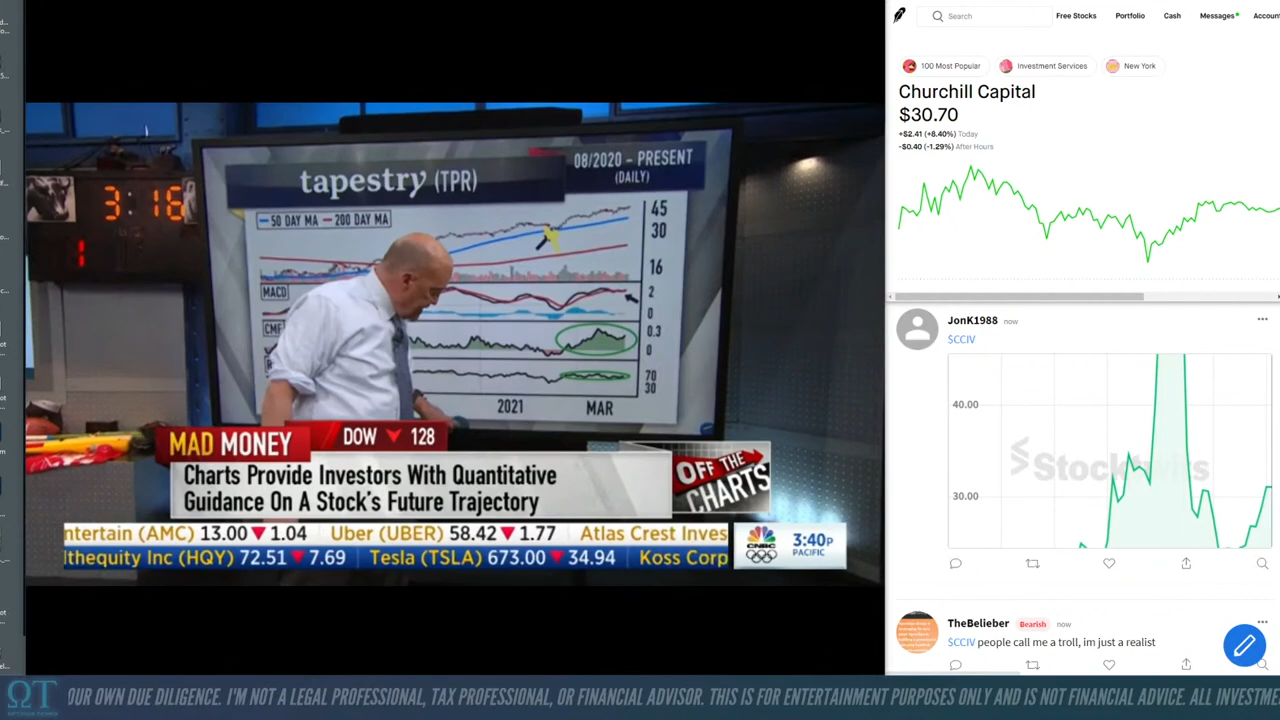 Search
Free Stocks
Portfolio
Cash
Messages
Account
100 Most Popular
Investment Services
New York
Churchill Capital
$30.70
+$2.41 (+8.40%) Today
-$0.40 (-1.29%) After Hours
3:16
1
tapestry (TPR)
08/2020 - PRESENT
(DAILY)
50 DAY MA
200 DAY MA
45
30
16
MACD
2
0
CMF
0.3
0
70
30
2021
MAR
MAD MONEY
DOW ▼ 128
Charts Provide Investors With Quantitative
Guidance On A Stock's Future Trajectory
OFF THE
CHARTS
ntertain (AMC) 13.00 ▼ 1.04 Uber (UBER) 58.42 ▼ 1.77 Atlas Crest Inves
lthequity Inc (HQY) 72.51 ▼ 7.69 Tesla (TSLA) 673.00 ▼ 34.94 Koss Corp
CNBC
3:40P
PACIFIC
JonK1988 now
$CCIV
40.00
30.00
Stocktwits
TheBelieber Bearish now
$CCIV people call me a troll, im just a realist
ΩT
OUR OWN DUE DILIGENCE. I'M NOT A LEGAL PROFESSIONAL, TAX PROFESSIONAL, OR FINANCIAL ADVISOR. THIS IS FOR ENTERTAINMENT PURPOSES ONLY AND IS NOT FINANCIAL ADVICE. ALL INVESTME